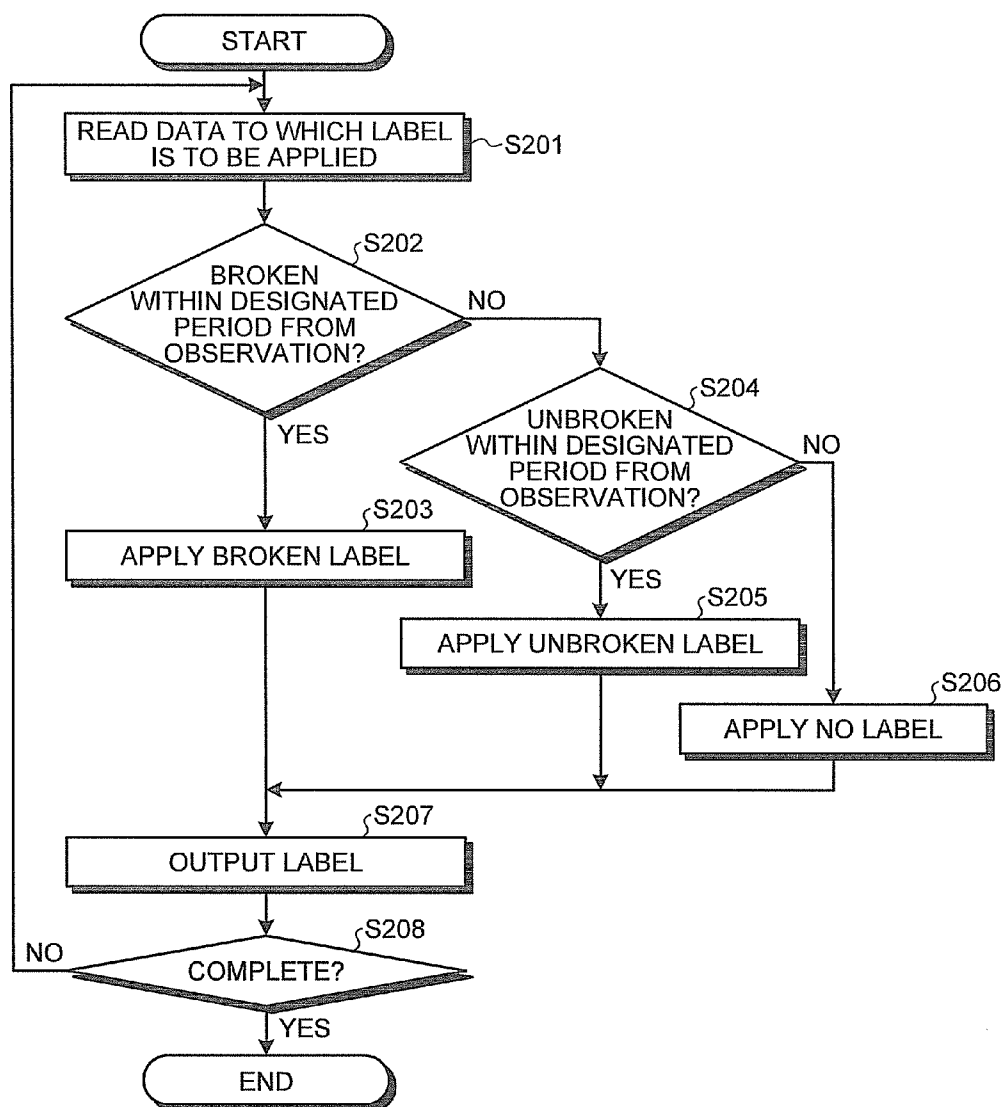 START
READ DATA TO WHICH LABEL
IS TO BE APPLIED
S201
S202
BROKEN
WITHIN DESIGNATED
PERIOD FROM
OBSERVATION?
NO
YES
S204
UNBROKEN
WITHIN DESIGNATED
PERIOD FROM
OBSERVATION?
NO
YES
S203
APPLY BROKEN LABEL
S205
APPLY UNBROKEN LABEL
S206
APPLY NO LABEL
S207
OUTPUT LABEL
S208
COMPLETE?
NO
YES
END